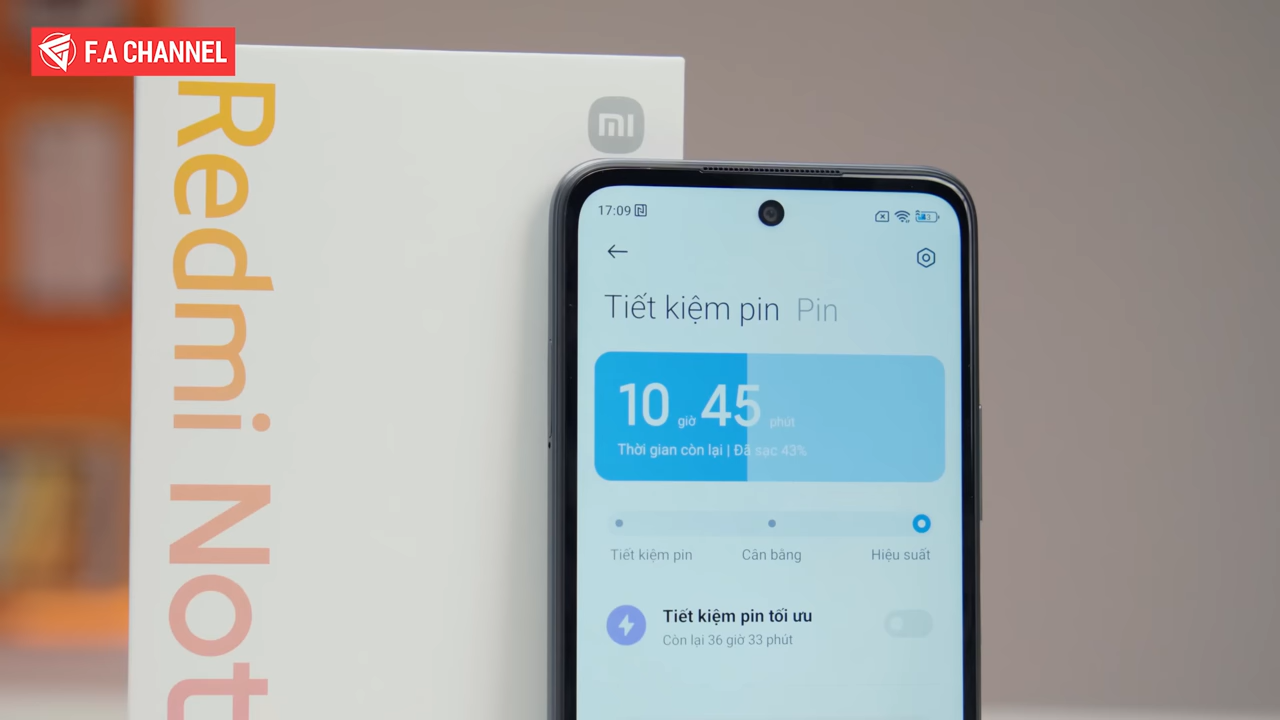 F.A CHANNEL
Redmi Not
mi
17:09
Tiết kiệm pin Pin
10 giờ 45 phút
Thời gian còn lại | Đã sạc 43%
Tiết kiệm pin
Cân bằng
Hiệu suất
Tiết kiệm pin tối ưu
Còn lại 36 giờ 33 phút